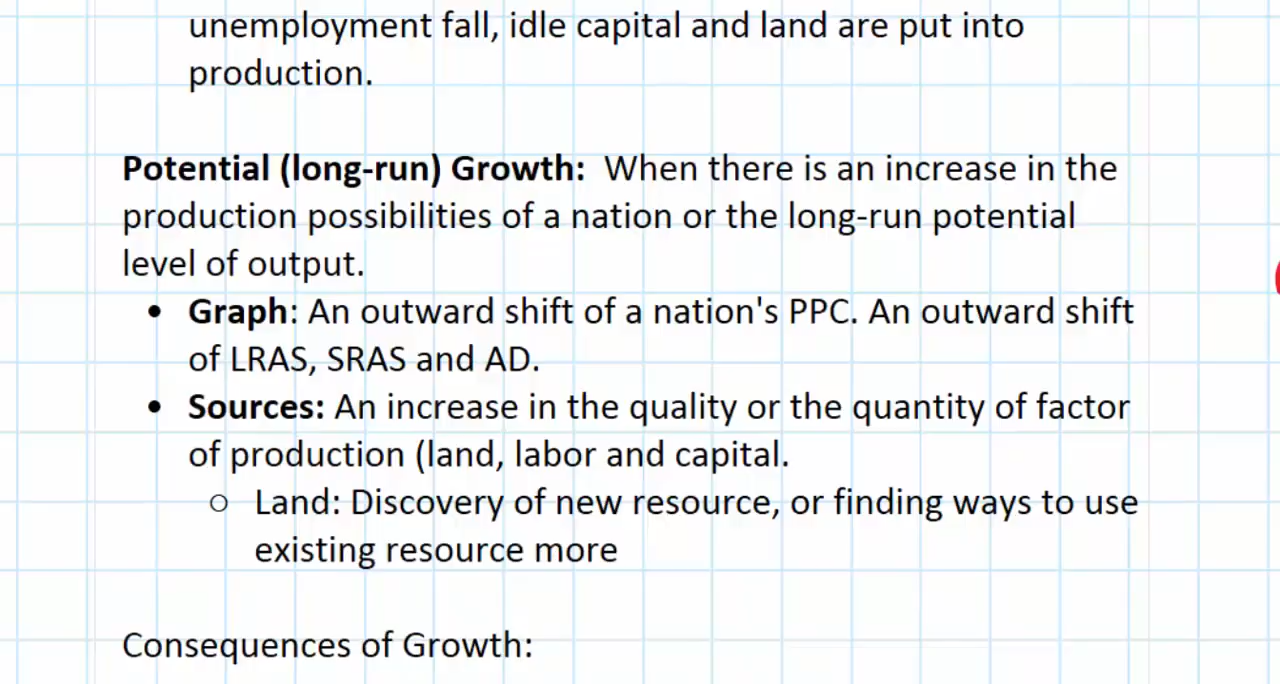 unemployment fall, idle capital and land are put into
production.
Potential (long-run) Growth:  When there is an increase in the
production possibilities of a nation or the long-run potential
level of output.
• Graph: An outward shift of a nation's PPC. An outward shift
of LRAS, SRAS and AD.
• Sources: An increase in the quality or the quantity of factor
of production (land, labor and capital.
○ Land: Discovery of new resource, or finding ways to use
existing resource more
Consequences of Growth: